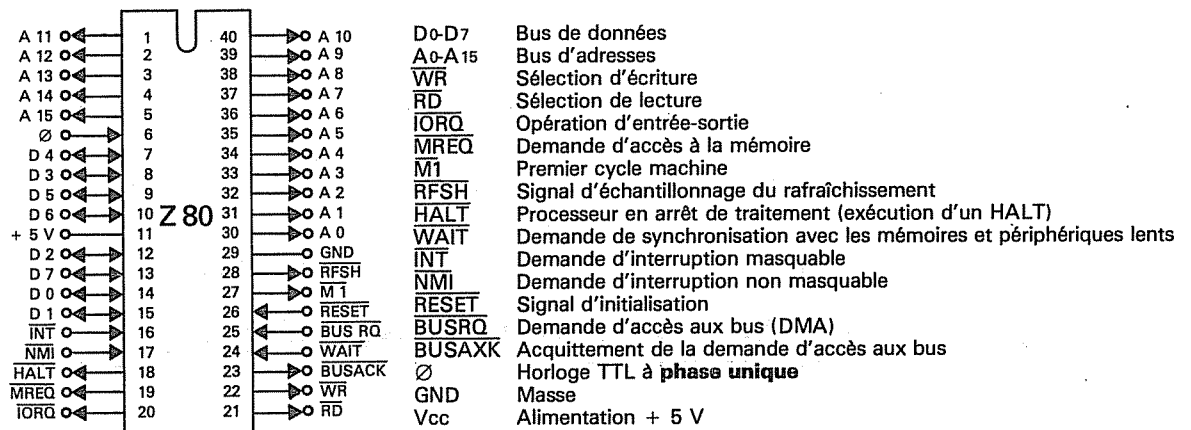 A 11 1 40 A 10 D0-D7 Bus de données
A 12 2 39 A 9 A0-A15 Bus d'adresses
A 13 3 38 A 8 WR Sélection d'écriture
A 14 4 37 A 7 RD Sélection de lecture
A 15 5 36 A 6 IORQ Opération d'entrée-sortie
Ø 6 35 A 5 MREQ Demande d'accès à la mémoire
D 4 7 34 A 4 M1 Premier cycle machine
D 3 8 33 A 3 RFSH Signal d'échantillonnage du rafraîchissement
D 5 9 32 A 2 HALT Processeur en arrêt de traitement (exécution d'un HALT)
D 6 10 Z 80 31 A 1 WAIT Demande de synchronisation avec les mémoires et périphériques lents
+ 5 V 11 30 A 0 INT Demande d'interruption masquable
D 2 12 29 GND NMI Demande d'interruption non masquable
D 7 13 28 RFSH RESET Signal d'initialisation
D 0 14 27 M 1 BUSRQ Demande d'accès aux bus (DMA)
D 1 15 26 RESET BUSAXK Acquittement de la demande d'accès aux bus
INT 16 25 BUS RQ Ø Horloge TTL à phase unique
NMI 17 24 WAIT GND Masse
HALT 18 23 BUSACK Vcc Alimentation + 5 V
MREQ 19 22 WR
IORQ 20 21 RD